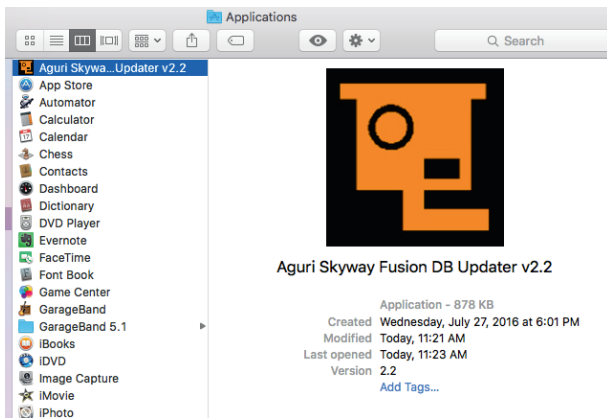 Applications
Search
Aguri Skywa...Updater v2.2
App Store
Automator
Calculator
Calendar
Chess
Contacts
Dashboard
Dictionary
DVD Player
Evernote
FaceTime
Font Book
Game Center
GarageBand
GarageBand 5.1
iBooks
iDVD
Image Capture
iMovie
iPhoto
Aguri Skyway Fusion DB Updater v2.2
Application - 878 KB
Created Wednesday, July 27, 2016 at 6:01 PM
Modified Today, 11:21 AM
Last opened Today, 11:23 AM
Version 2.2
Add Tags...